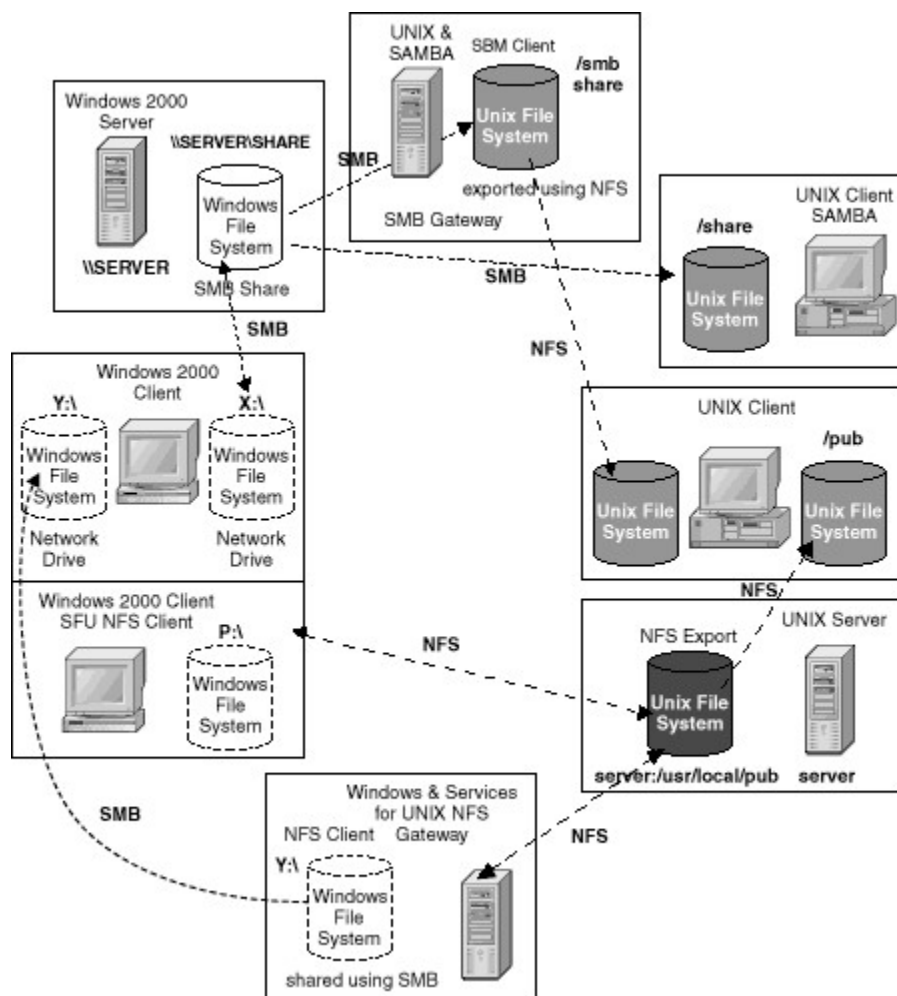 UNIX &
SAMBA
SBM Client
/smb
share
Unix File
System
exported using NFS
SMB Gateway
Windows 2000
Server
\\SERVER\SHARE
Windows
File
System
\\SERVER
SMB Share
SMB
SMB
SMB
UNIX Client
SAMBA
/share
Unix File
System
NFS
Windows 2000
Client
Y:\
X:\
Windows
File
System
Windows
File
System
Network
Drive
Network
Drive
UNIX Client
/pub
Unix File
System
Unix File
System
NFS
Windows 2000 Client
SFU NFS Client
P:\
Windows
File
System
NFS
UNIX Server
NFS Export
Unix File
System
server:/usr/local/pub
server
SMB
NFS
Windows & Services
for UNIX NFS
Gateway
NFS Client
Y:\
Windows
File
System
shared using SMB